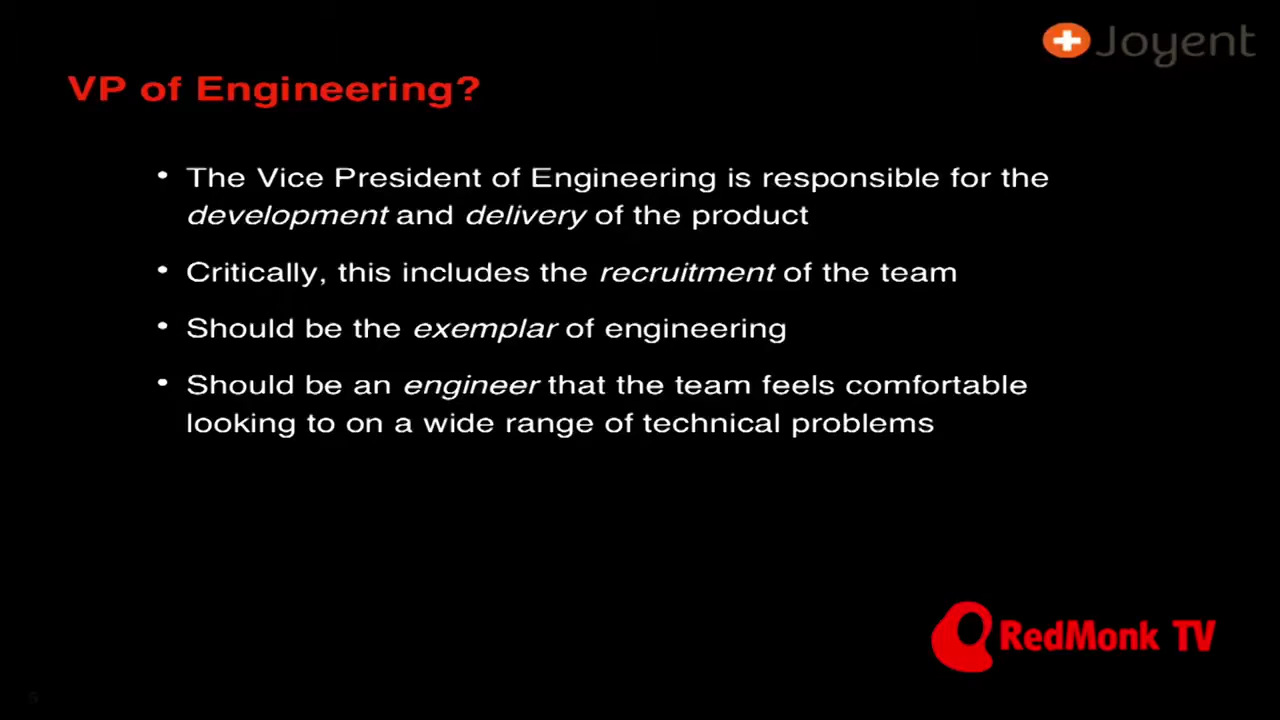 Joyent
VP of Engineering?
• The Vice President of Engineering is responsible for the
development and delivery of the product
• Critically, this includes the recruitment of the team
• Should be the exemplar of engineering
• Should be an engineer that the team feels comfortable
looking to on a wide range of technical problems
RedMonk TV